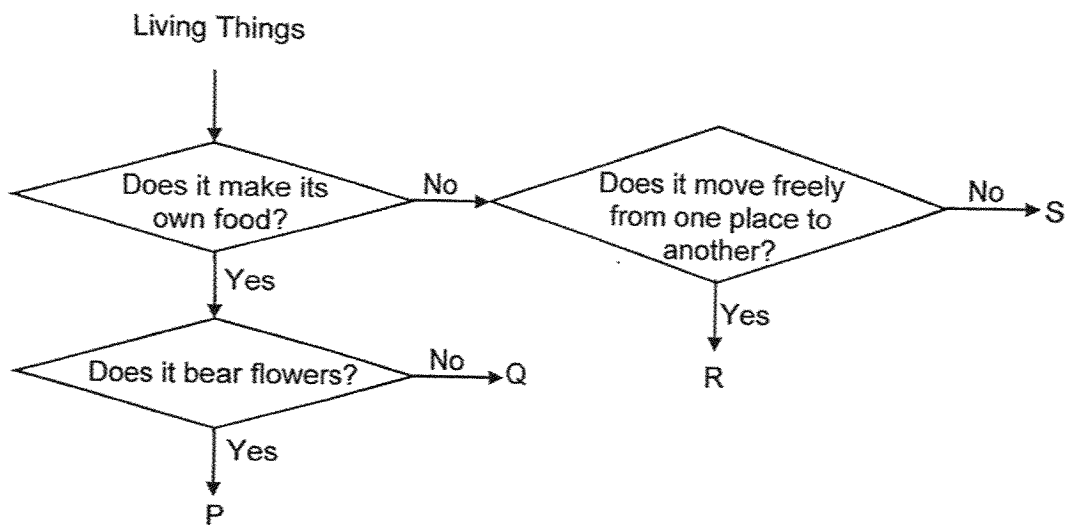 Living Things
Does it make its
own food?
No
Does it move freely
from one place to
another?
No
S
Yes
Yes
R
Does it bear flowers?
No
Q
Yes
P